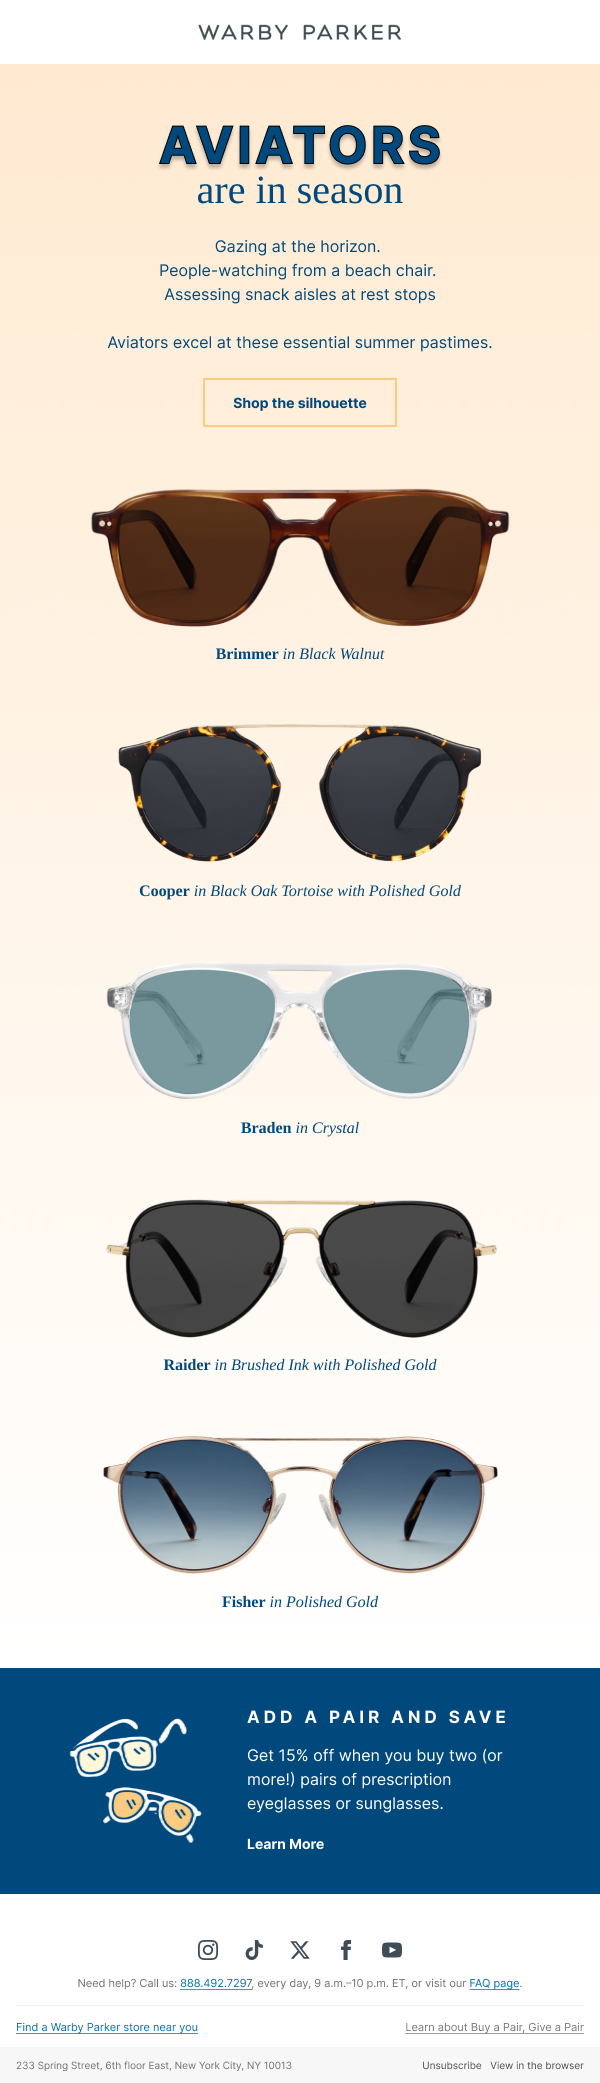 WARBY PARKER
AVIATORS
are in season
Gazing at the horizon.
People-watching from a beach chair.
Assessing snack aisles at rest stops
Aviators excel at these essential summer pastimes.
Shop the silhouette
Brimmer in Black Walnut
Cooper in Black Oak Tortoise with Polished Gold
Braden in Crystal
Raider in Brushed Ink with Polished Gold
Fisher in Polished Gold
ADD A PAIR AND SAVE
Get 15% off when you buy two (or
more!) pairs of prescription
eyeglasses or sunglasses.
Learn More
Need help? Call us: 888.492.7297, every day, 9 a.m.–10 p.m. ET, or visit our FAQ page.
Find a Warby Parker store near you
Learn about Buy a Pair, Give a Pair
233 Spring Street, 6th floor East, New York City, NY 10013
Unsubscribe View in the browser